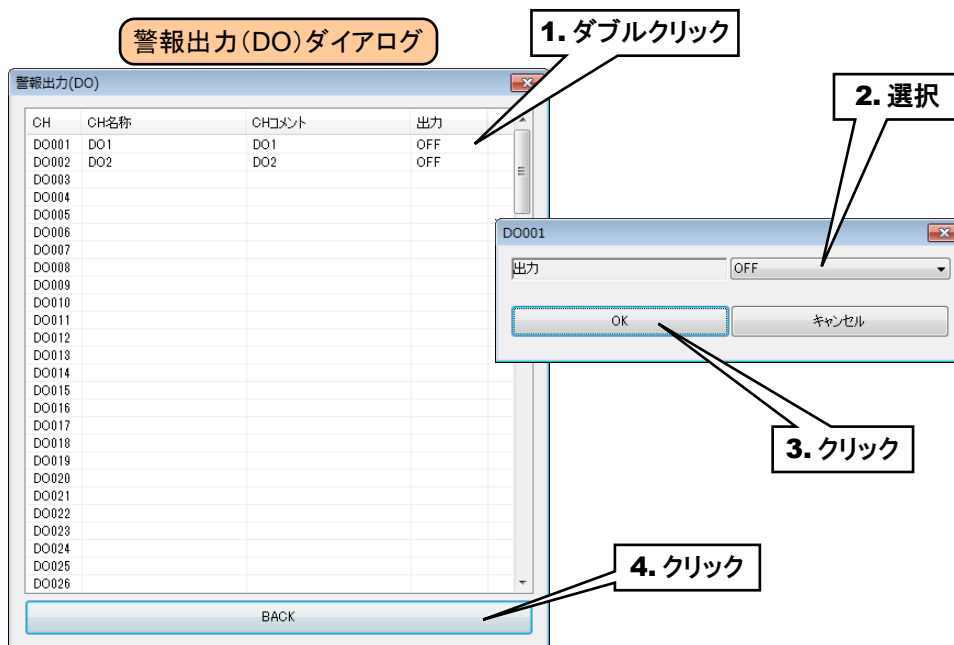 警報出力（DO）ダイアログ
1. ダブルクリック
2. 選択
警報出力(DO)
CH CH名称 CHコメント 出力
DO001 DO1 DO1 OFF
DO002 DO2 DO2 OFF
DO003
DO004
DO005
DO006
DO007
DO008
DO009
DO010
DO011
DO012
DO013
DO014
DO015
DO016
DO017
DO018
DO019
DO020
DO021
DO022
DO023
DO024
DO025
DO026
BACK
DO001
出力 OFF
OK キャンセル
3. クリック
4. クリック